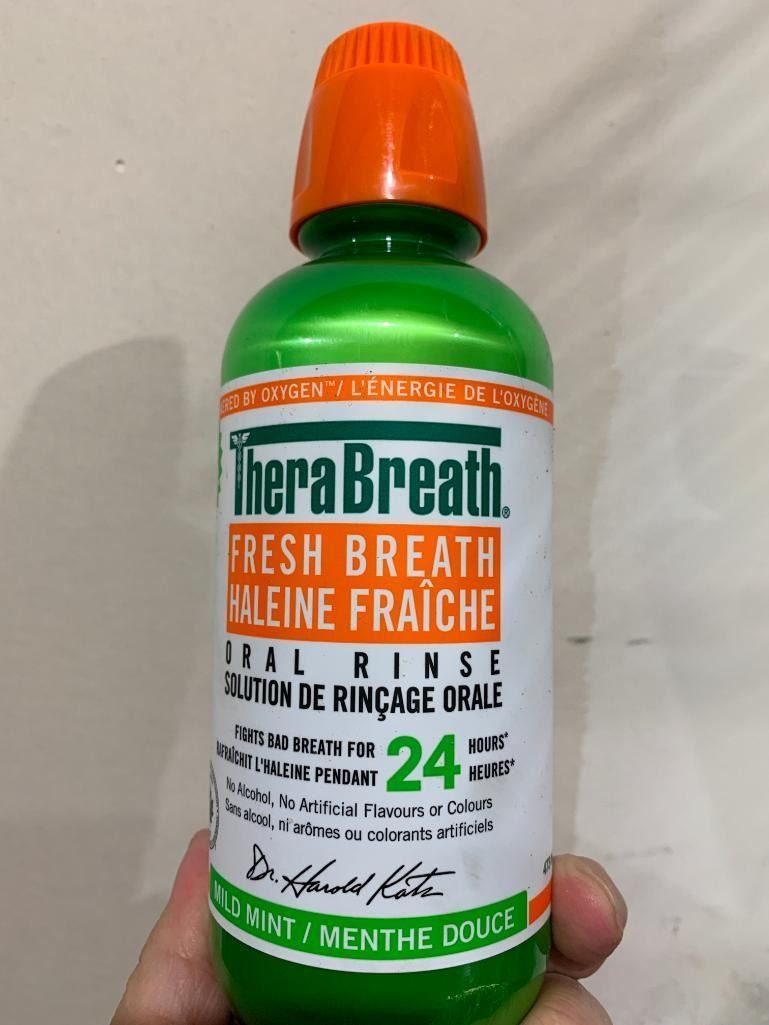 BY OXYGEN™/ L'ÉNERGIE DE L'OXYGÈNE
TheraBreath®
FRESH BREATH
HALEINE FRAÎCHE
ORAL RINSE
SOLUTION DE RINÇAGE ORALE
FIGHTS BAD BREATH FOR 24 HOURS*
RAFRAÎCHIT L'HALEINE PENDANT HEURES*
No Alcohol, No Artificial Flavours or Colours
Sans alcool, ni arômes ou colorants artificiels
Dr. Harold Katz
MILD MINT / MENTHE DOUCE